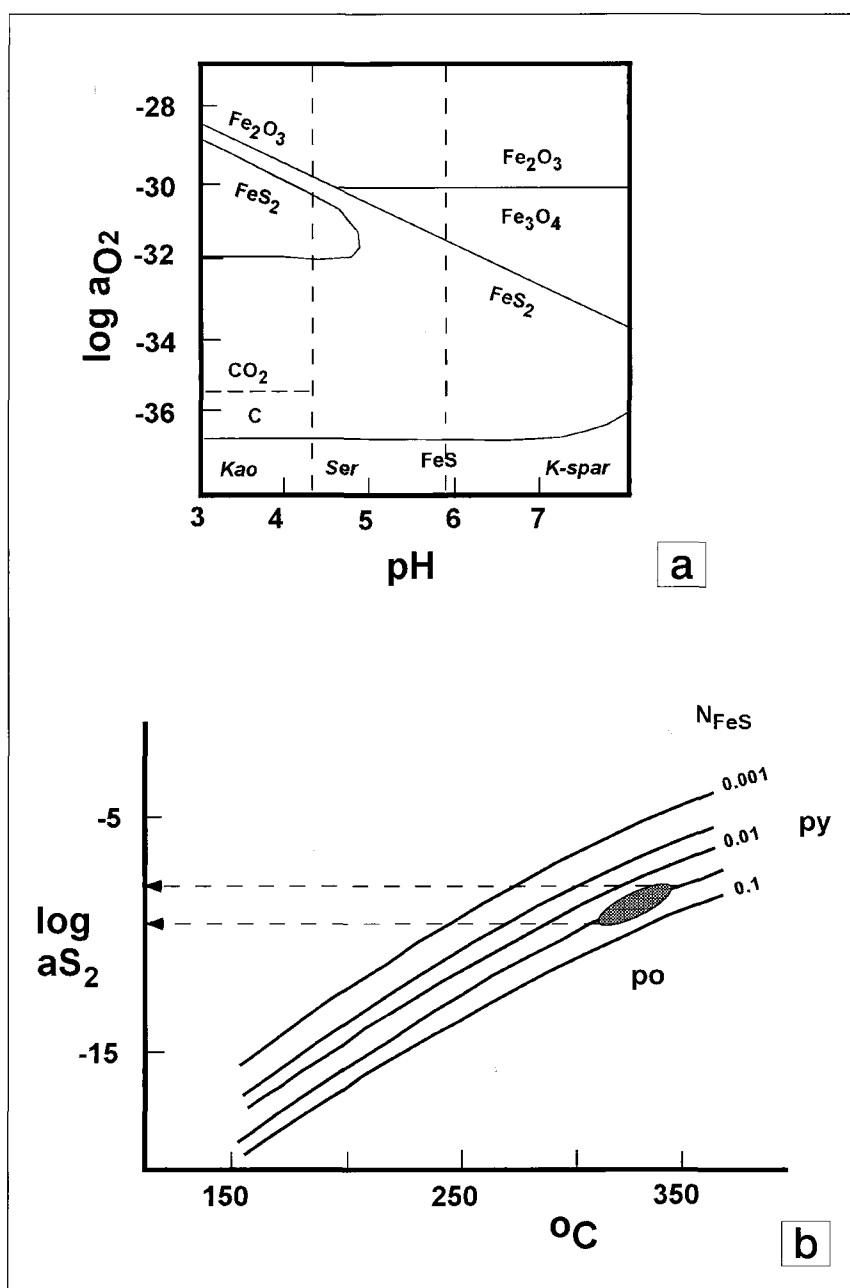 -28
-30
-32
-34
-36
log aO2
Fe2O3
Fe2O3
FeS2
Fe3O4
FeS2
CO2
C
Kao
Ser
FeS
K-spar
3
4
5
6
7
pH
a
NFeS
0.001
py
0.01
0.1
po
-5
log
aS2
-15
150
250
350
oC
b